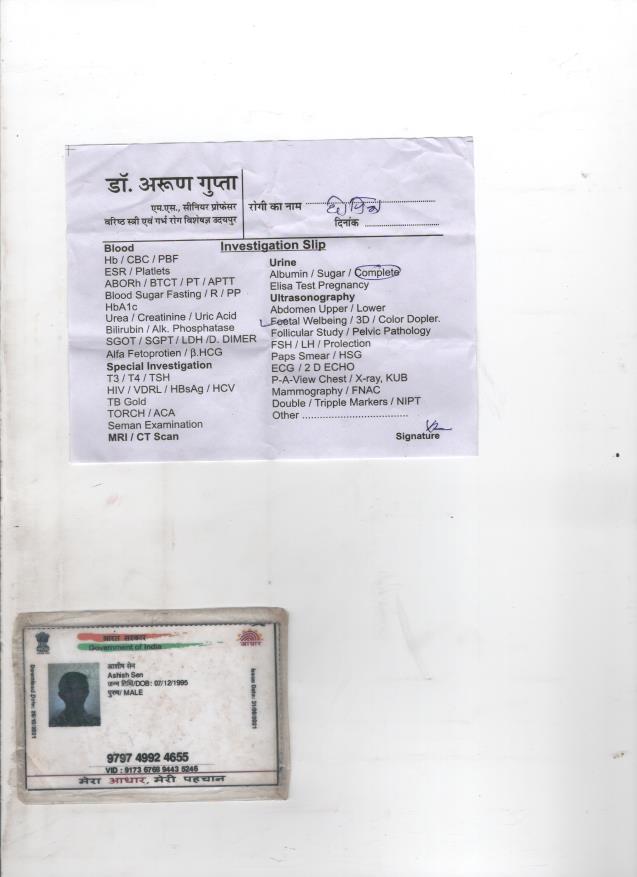 डॉ. अरूण गुप्ता
एम.एस., सीनियर प्रोफेसर
वरिष्ठ स्त्री एवं गर्भ रोग विशेषज्ञ उदयपुर
रोगी का नाम
दिनांक
Investigation Slip
Blood
Hb / CBC / PBF
ESR / Platlets
ABORh / BTCT / PT / APTT
Blood Sugar Fasting / R / PP
HbA1c
Urea / Creatinine / Uric Acid
Bilirubin / Alk. Phosphatase
SGOT / SGPT / LDH /D. DIMER
Alfa Fetoprotien / β.HCG
Special Investigation
T3 / T4 / TSH
HIV / VDRL / HBsAg / HCV
TB Gold
TORCH / ACA
Seman Examination
MRI / CT Scan
Urine
Albumin / Sugar / Complete
Elisa Test Pregnancy
Ultrasonography
Abdomen Upper / Lower
Foetal Welbeing / 3D / Color Dopler.
Follicular Study / Pelvic Pathology
FSH / LH / Prolection
Paps Smear / HSG
ECG / 2 D ECHO
P-A-View Chest / X-ray, KUB
Mammography / FNAC
Double / Tripple Markers / NIPT
Other ....................................
Signature
भारत सरकार
Government of India
आधार
आशीष सेन
Ashish Sen
जन्म तिथि/DOB: 07/12/1995
पुरुष/ MALE
9797 4992 4655
VID : 9173 6768 9443 5246
मेरा आधार, मेरी पहचान